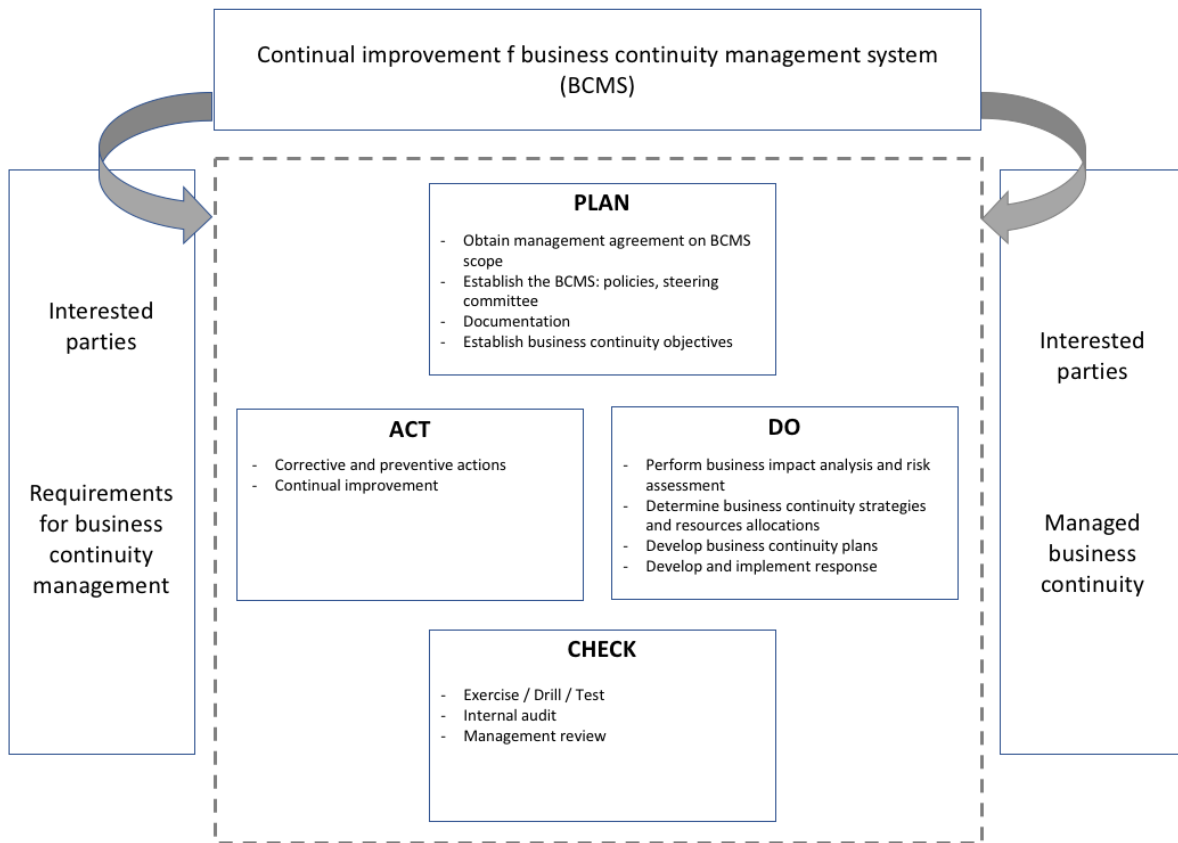 Continual improvement f business continuity management system
(BCMS)
Interested
parties
Requirements
for business
continuity
management
PLAN
- Obtain management agreement on BCMS
scope
- Establish the BCMS: policies, steering
committee
- Documentation
- Establish business continuity objectives
ACT
- Corrective and preventive actions
- Continual improvement
DO
- Perform business impact analysis and risk
assessment
- Determine business continuity strategies
and resources allocations
- Develop business continuity plans
- Develop and implement response
CHECK
- Exercise / Drill / Test
- Internal audit
- Management review
Interested
parties
Managed
business
continuity